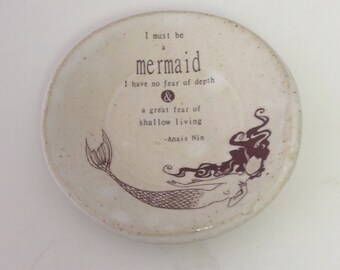 I must be
a
mermaid
I have no fear of depth
&
a great fear of
shallow living
-Anais Nin